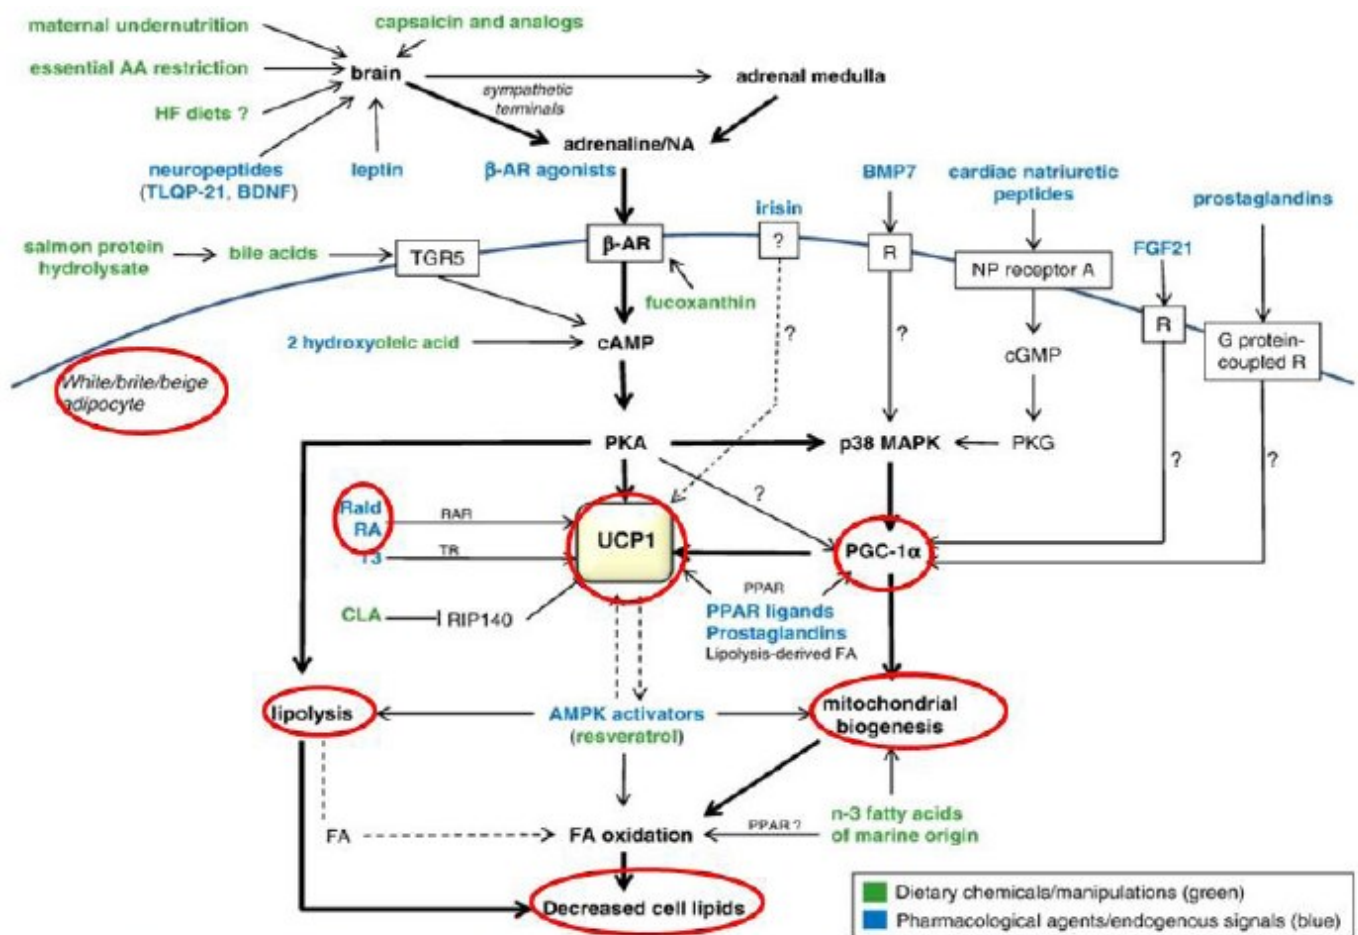 maternal undernutrition
capsaicin and analogs
essential AA restriction
brain
adrenal medulla
sympathetic
terminals
HF diets ?
adrenaline/NA
neuropeptides
(TLQP-21, BDNF)
leptin
β-AR agonists
BMP7
cardiac natriuretic
peptides
prostaglandins
irisin
salmon protein
hydrolysate
bile acids
TGR5
β-AR
?
R
NP receptor A
FGF21
fucoxanthin
R
G protein-
coupled R
2 hydroxyoleic acid
cAMP
?
?
cGMP
White/brite/beige
adipocyte
PKA
p38 MAPK
PKG
?
?
?
Rald
RA
RAR
UCP1
PGC-1α
T3
TR
PPAR
CLA
RIP140
PPAR ligands
Prostaglandins
Lipolysis-derived FA
lipolysis
AMPK activators
(resveratrol)
mitochondrial
biogenesis
FA
FA oxidation
PPAR ?
n-3 fatty acids
of marine origin
Decreased cell lipids
Dietary chemicals/manipulations (green)
Pharmacological agents/endogenous signals (blue)